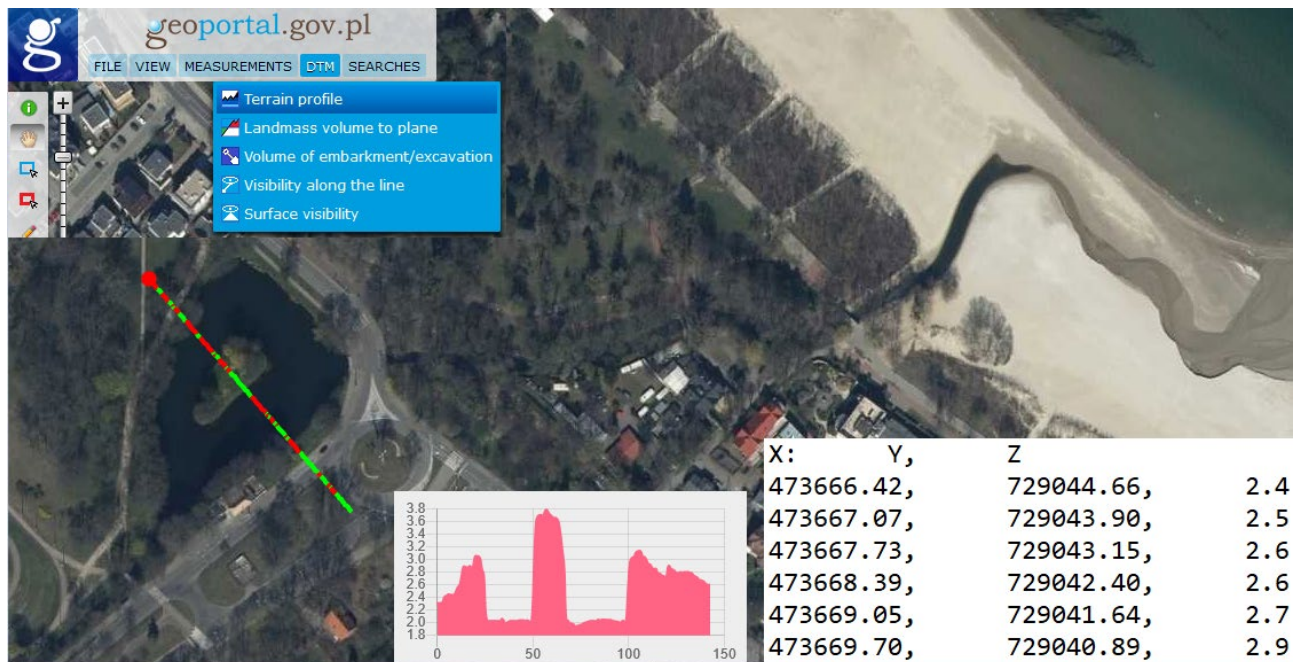 geoportal.gov.pl
FILE VIEW MEASUREMENTS DTM SEARCHES
Terrain profile
Landmass volume to plane
Volume of embarkment/excavation
Visibility along the line
Surface visibility
3.8
3.6
3.4
3.2
3.0
2.8
2.6
2.4
2.2
2.0
1.8
0 50 100 150
X: Y, Z
473666.42, 729044.66, 2.4
473667.07, 729043.90, 2.5
473667.73, 729043.15, 2.6
473668.39, 729042.40, 2.6
473669.05, 729041.64, 2.7
473669.70, 729040.89, 2.9